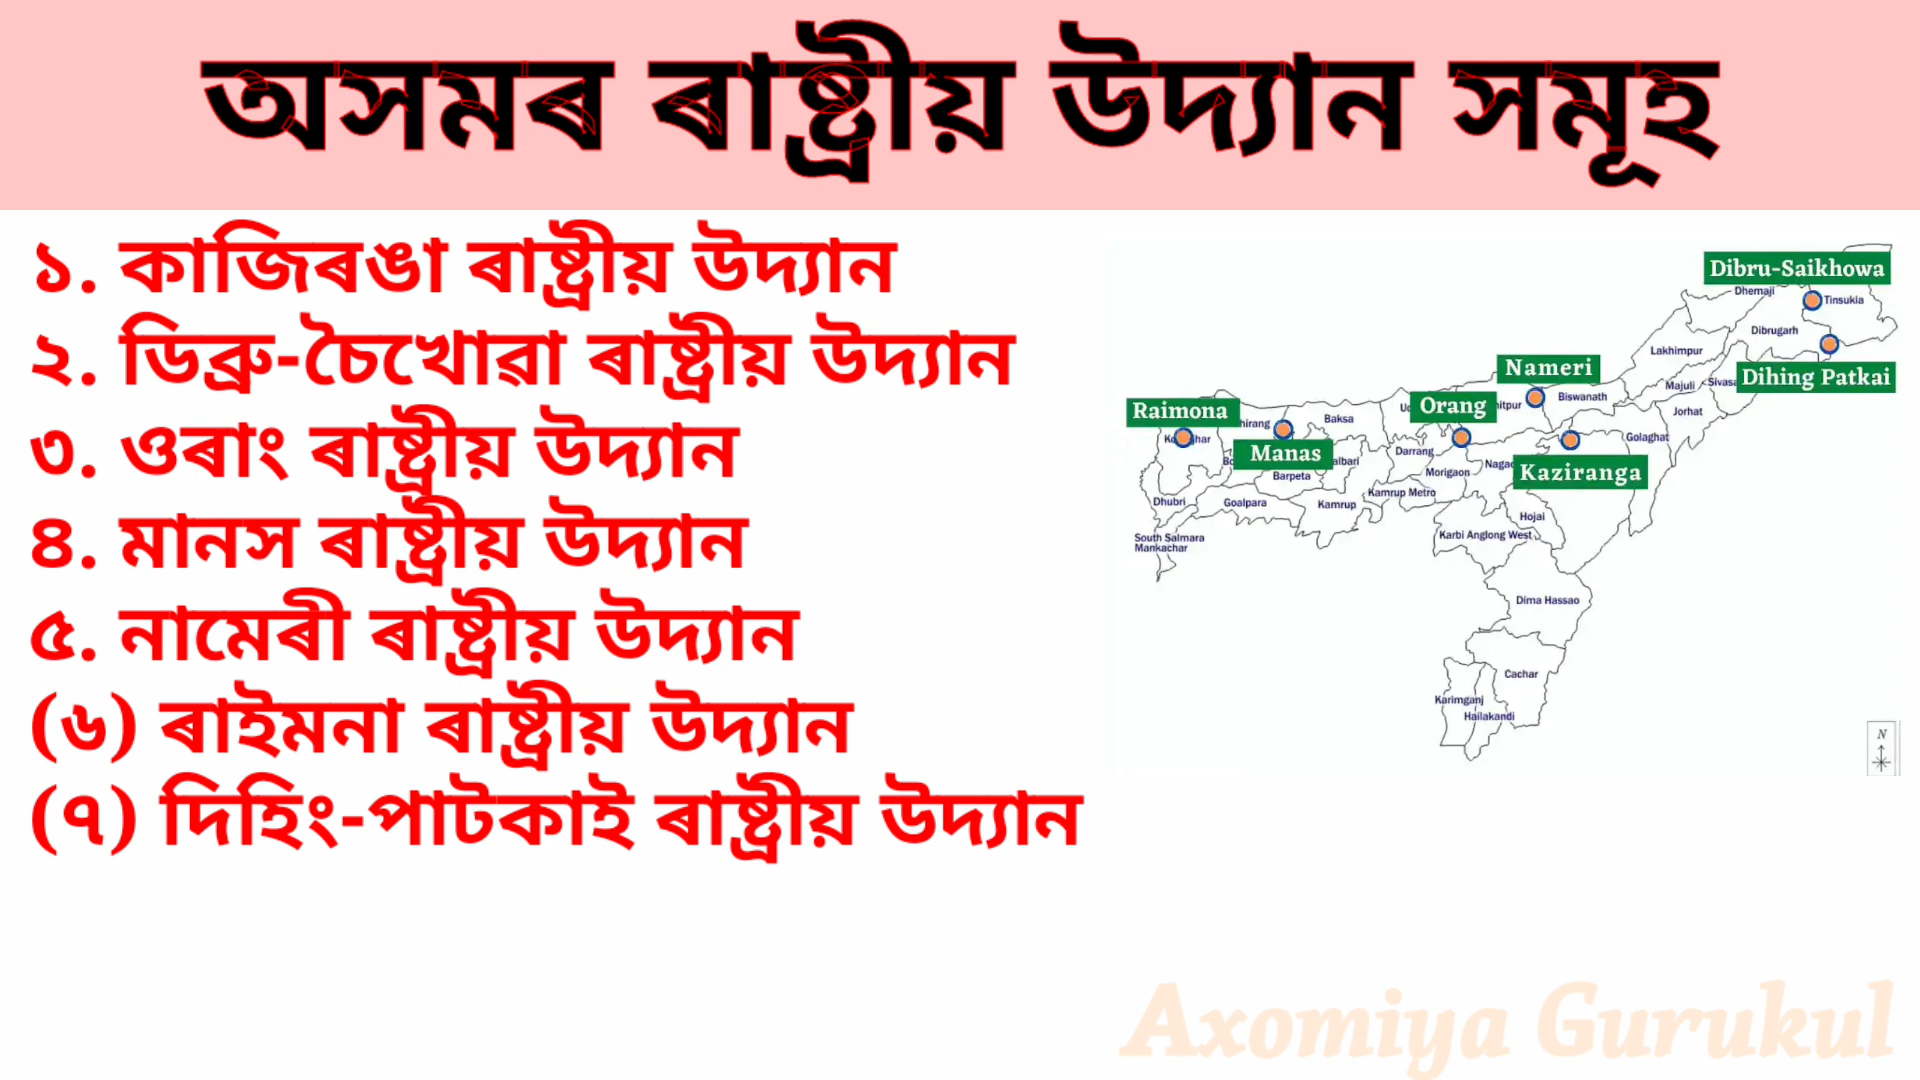 অসমৰ ৰাষ্ট্ৰীয় উদ্যান সমূহ
১. কাজিৰঙা ৰাষ্ট্ৰীয় উদ্যান
২. ডিব্ৰু-চৈখোৱা ৰাষ্ট্ৰীয় উদ্যান
৩. ওৰাং ৰাষ্ট্ৰীয় উদ্যান
৪. মানস ৰাষ্ট্ৰীয় উদ্যান
৫. নামেৰী ৰাষ্ট্ৰীয় উদ্যান
(৬) ৰাইমনা ৰাষ্ট্ৰীয় উদ্যান
(৭) দিহিং-পাটকাই ৰাষ্ট্ৰীয় উদ্যান
Dibru-Saikhowa
Dhemaji
Tinsukia
Dibrugarh
Lakhimpur
Nameri
Dihing Patkai
Majuli
Biswanath
Orang
Jorhat
Raimona
Baksa
Golaghat
Manas
Darrang
Morigaon
Kaziranga
Barpeta
Kamrup Metro
Dhubri
Goalpara
Kamrup
Hojai
Karbi Anglong West
South Salmara
Mankachar
Dima Hassao
Cachar
Karimganj
Hailakandi
N
Axomiya Gurukul